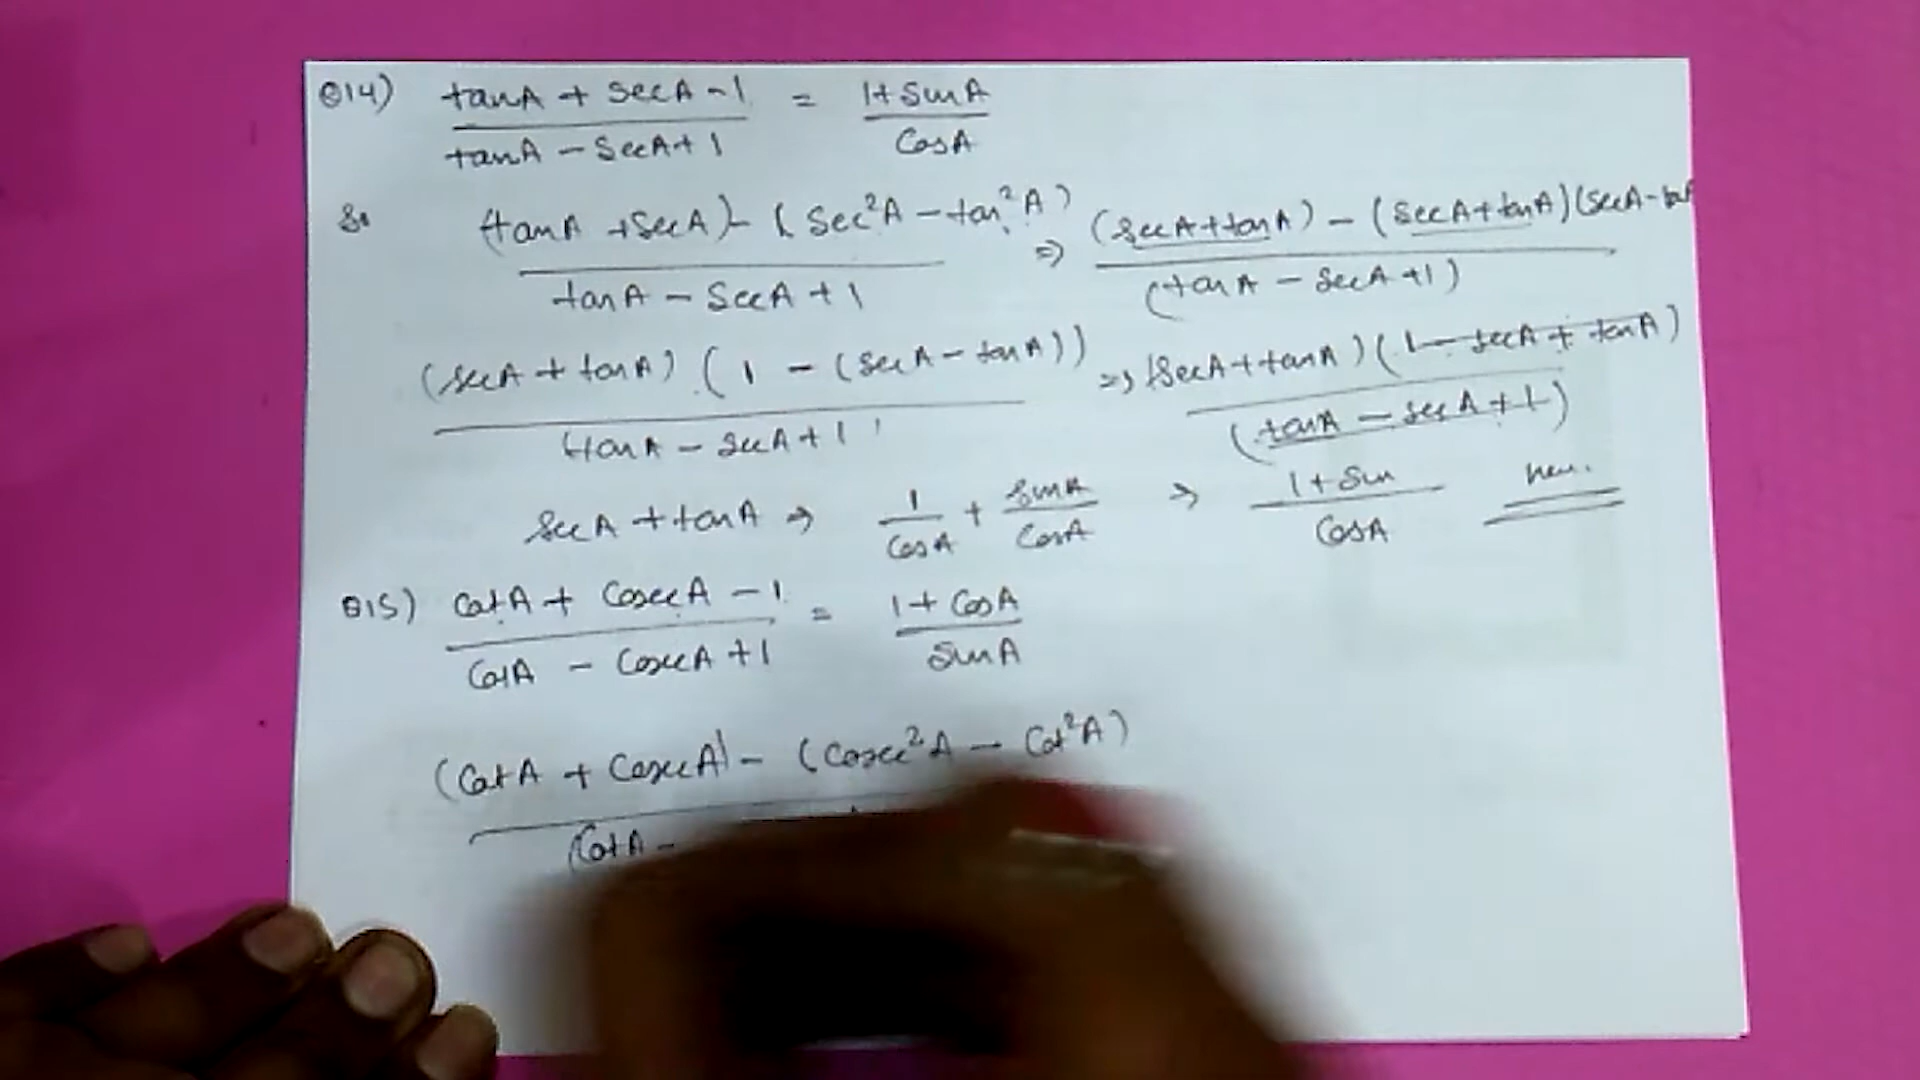 Q14) tanA + secA - 1 = 1 + sinA
tanA - SecA + 1 CosA
(tanA + SecA) - (Sec²A - tan²A) ⇒ (secA + tanA) - (SecA + tanA)(SecA - tanA
tanA - SecA + 1 (tanA - SecA + 1)
(secA + tanA) (1 - (secA - tanA)) ⇒ (SecA + tanA)(1 - secA + tanA)
tanA - SecA + 1 (tanA - secA + 1)
SecA + tanA ⇒ 1 + sinA ⇒ 1 + Sin
CosA CosA CosA
Q15) CotA + CosecA - 1 = 1 + CosA
CotA - CosecA + 1 SinA
(CotA + CosecA) - (Cosec²A - Cot²A)
(CotA -